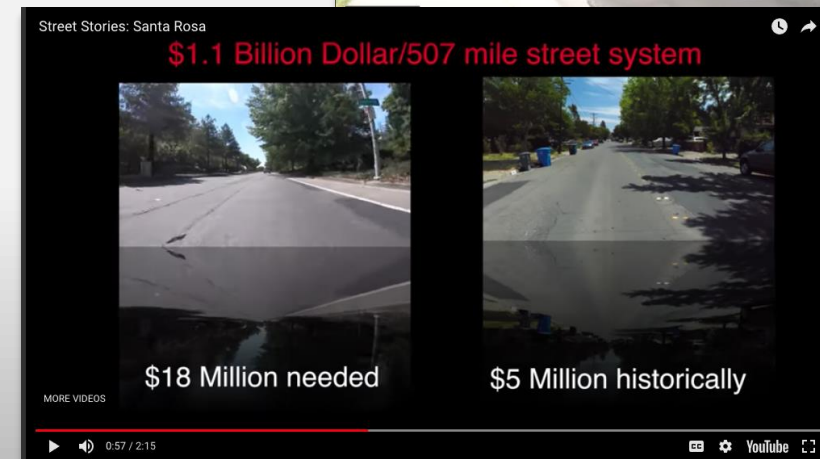 Street Stories: Santa Rosa
$1.1 Billion Dollar/507 mile street system
$18 Million needed
$5 Million historically
MORE VIDEOS
0:57 / 2:15
CC
YouTube